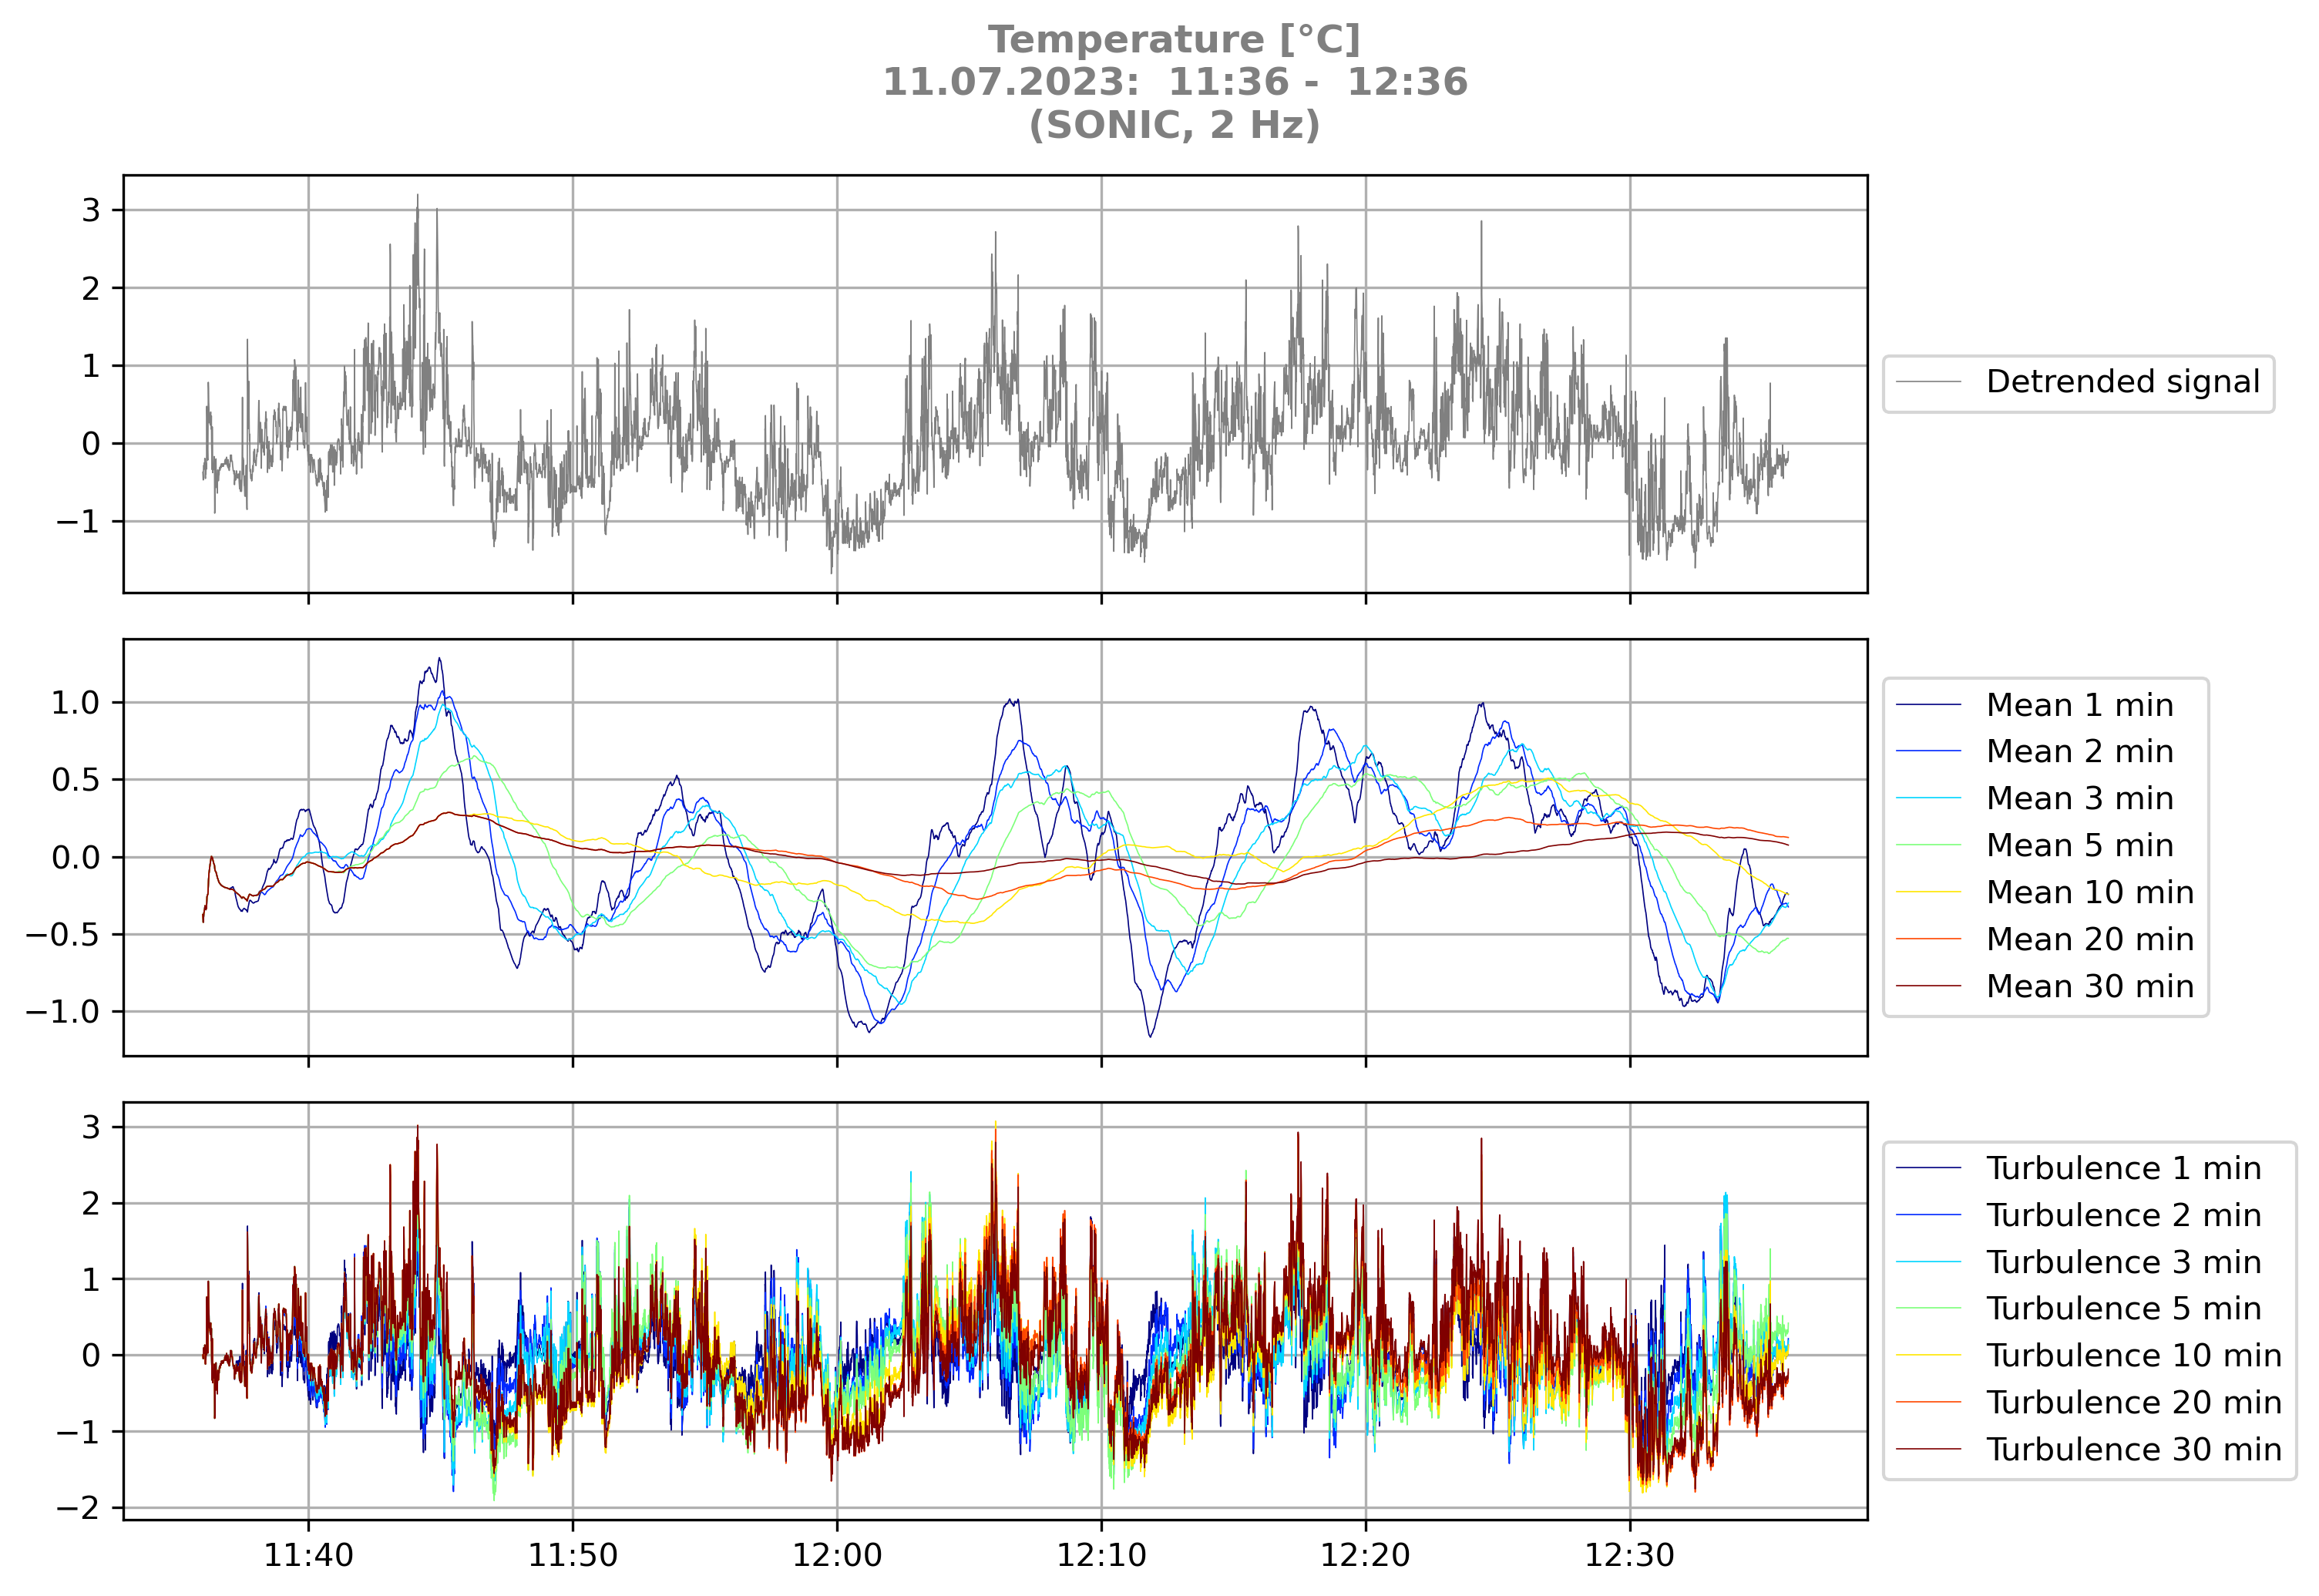 Temperature [°C]
11.07.2023:  11:36 -  12:36
(SONIC, 2 Hz)
3
2
1
0
−1
Detrended signal
1.0
0.5
0.0
−0.5
−1.0
Mean 1 min
Mean 2 min
Mean 3 min
Mean 5 min
Mean 10 min
Mean 20 min
Mean 30 min
3
2
1
0
−1
−2
Turbulence 1 min
Turbulence 2 min
Turbulence 3 min
Turbulence 5 min
Turbulence 10 min
Turbulence 20 min
Turbulence 30 min
11:40 11:50 12:00 12:10 12:20 12:30